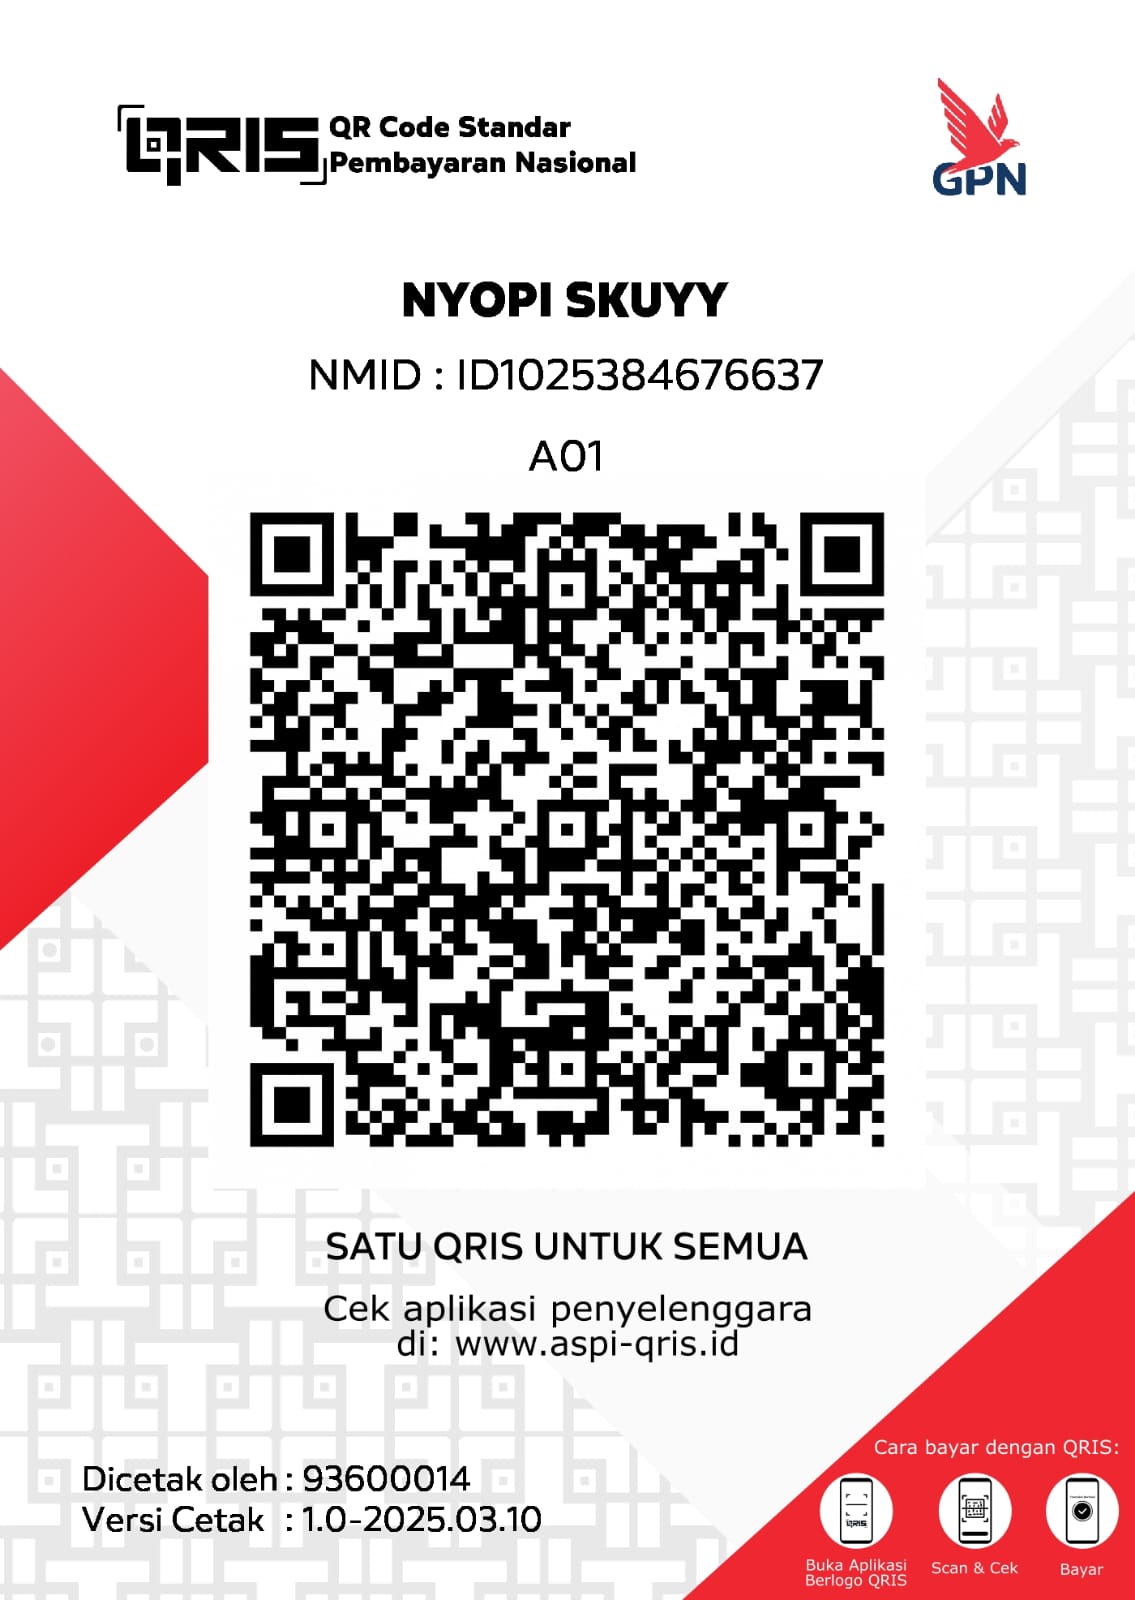 QRIS
QR Code Standar
Pembayaran Nasional
GPN
NYOPI SKUYY
NMID : ID1025384676637
A01
SATU QRIS UNTUK SEMUA
Cek aplikasi penyelenggara
di: www.aspi-qris.id
Dicetak oleh : 93600014
Versi Cetak : 1.0-2025.03.10
Cara bayar dengan QRIS:
QRIS
Buka Aplikasi
Berlogo QRIS
Scan & Cek
Bayar